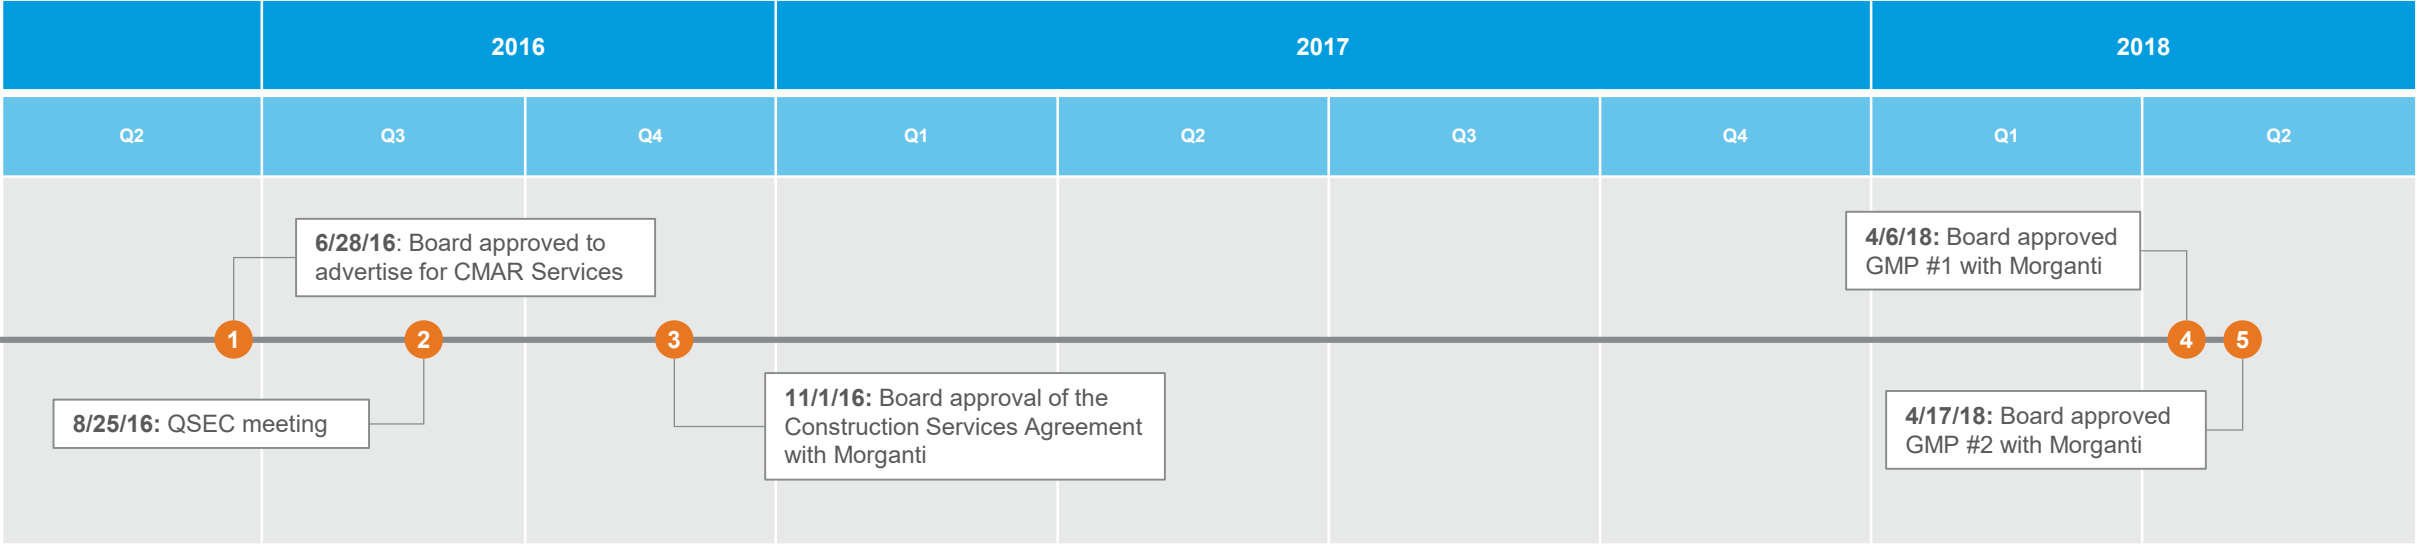 2016
2017
2018
Q2
Q3
Q4
Q1
Q2
Q3
Q4
Q1
Q2
6/28/16: Board approved to
advertise for CMAR Services
4/6/18: Board approved
GMP #1 with Morganti
1
2
3
4
5
8/25/16: QSEC meeting
11/1/16: Board approval of the
Construction Services Agreement
with Morganti
4/17/18: Board approved
GMP #2 with Morganti